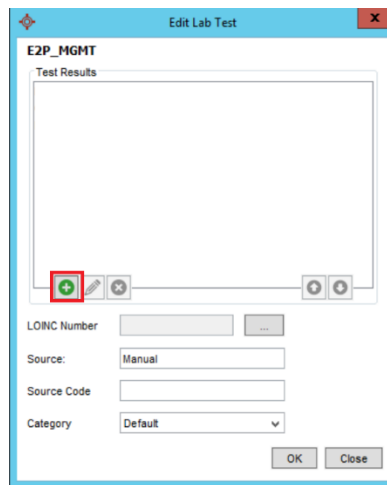 Edit Lab Test
x
E2P_MGMT
Test Results
LOINC Number
...
Source:
Manual
Source Code
Category
Default
OK
Close